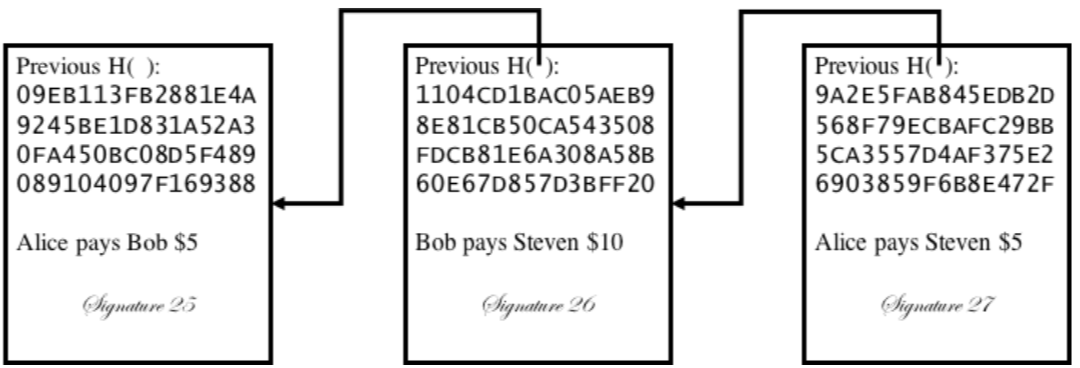 Previous H( ):
09EB113FB2881E4A
9245BE1D831A52A3
0FA450BC08D5F489
089104097F169388
Alice pays Bob $5
Signature 25
Previous H( ):
1104CD1BAC05AEB9
8E81CB50CA543508
FDCB81E6A308A58B
60E67D857D3BFF20
Bob pays Steven $10
Signature 26
Previous H( ):
9A2E5FAB845EDB2D
568F79ECBAFC29BB
5CA3557D4AF375E2
6903859F6B8E472F
Alice pays Steven $5
Signature 27